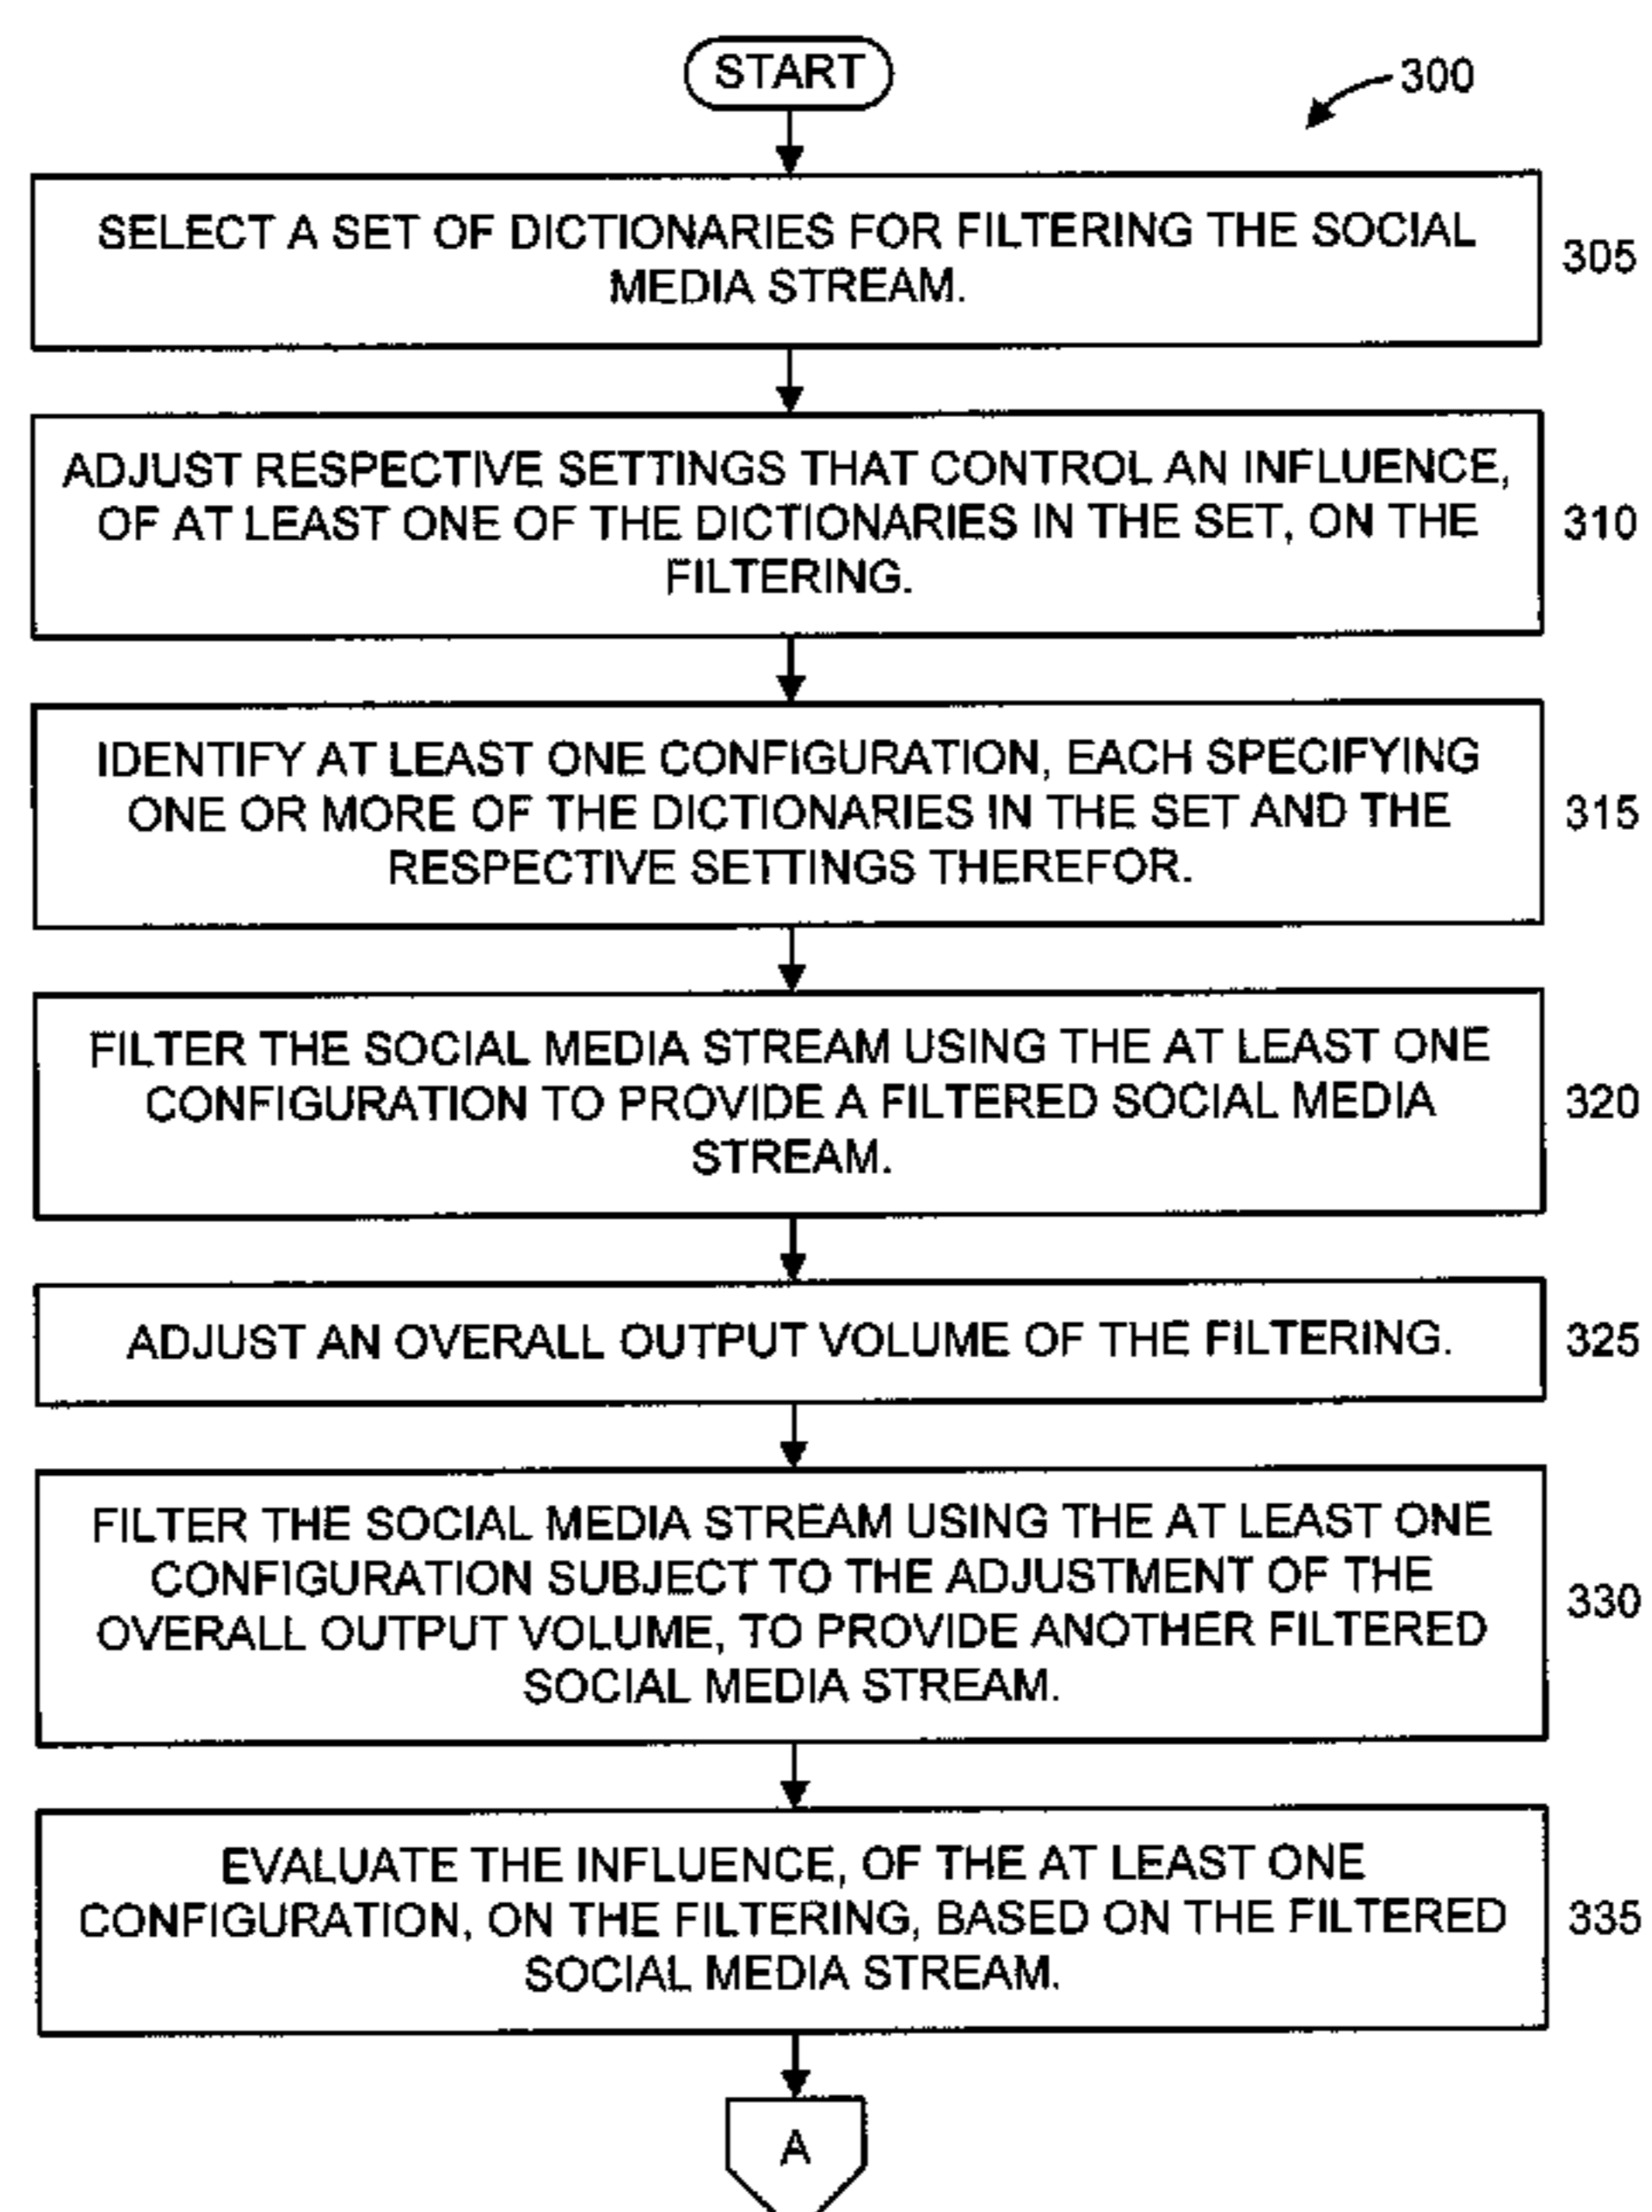 START
300
SELECT A SET OF DICTIONARIES FOR FILTERING THE SOCIAL
MEDIA STREAM.
305
ADJUST RESPECTIVE SETTINGS THAT CONTROL AN INFLUENCE,
OF AT LEAST ONE OF THE DICTIONARIES IN THE SET, ON THE
FILTERING.
310
IDENTIFY AT LEAST ONE CONFIGURATION, EACH SPECIFYING
ONE OR MORE OF THE DICTIONARIES IN THE SET AND THE
RESPECTIVE SETTINGS THEREFOR.
315
FILTER THE SOCIAL MEDIA STREAM USING THE AT LEAST ONE
CONFIGURATION TO PROVIDE A FILTERED SOCIAL MEDIA
STREAM.
320
ADJUST AN OVERALL OUTPUT VOLUME OF THE FILTERING.
325
FILTER THE SOCIAL MEDIA STREAM USING THE AT LEAST ONE
CONFIGURATION SUBJECT TO THE ADJUSTMENT OF THE
OVERALL OUTPUT VOLUME, TO PROVIDE ANOTHER FILTERED
SOCIAL MEDIA STREAM.
330
EVALUATE THE INFLUENCE, OF THE AT LEAST ONE
CONFIGURATION, ON THE FILTERING, BASED ON THE FILTERED
SOCIAL MEDIA STREAM.
335
A